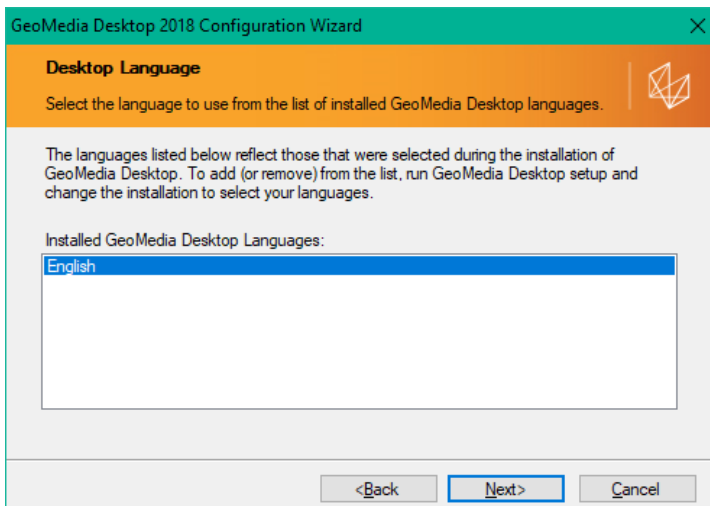 GeoMedia Desktop 2018 Configuration Wizard
Desktop Language
Select the language to use from the list of installed GeoMedia Desktop languages.
The languages listed below reflect those that were selected during the installation of
GeoMedia Desktop. To add (or remove) from the list, run GeoMedia Desktop setup and
change the installation to select your languages.
Installed GeoMedia Desktop Languages:
English
<Back
Next>
Cancel